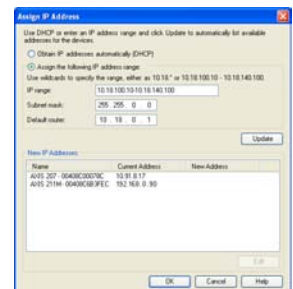 Assign IP Address
Use DHCP or enter an IP address range and click Update to automatically list available
addresses for the devices.
Obtain IP addresses automatically (DHCP)
Assign the following IP address range:
Use wildcards to specify the range, either as 10.18.* or 10.18.100.10 - 10.18.140.100.
IP range: 10.18.100.10-10.18.140.100
Subnet mask: 255 . 255 . 0 . 0
Default router: 10 . 18 . 0 . 1
Update
New IP Addresses:
Name Current Address New Address
AXIS 207 - 00408C00078C 10.91.8.17
AXIS 211M - 00408C6B3FEC 192.168.0.90
Edit
OK Cancel Help